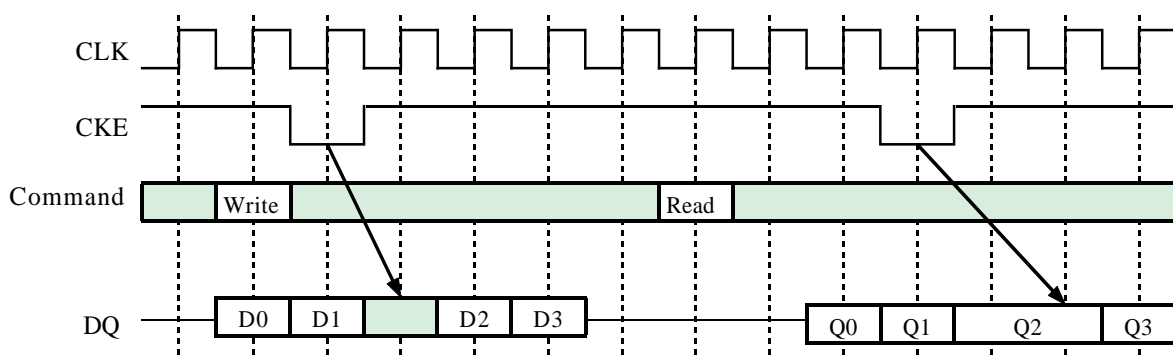 CLK
CKE
Command Write Read
DQ D0 D1 D2 D3 Q0 Q1 Q2 Q3